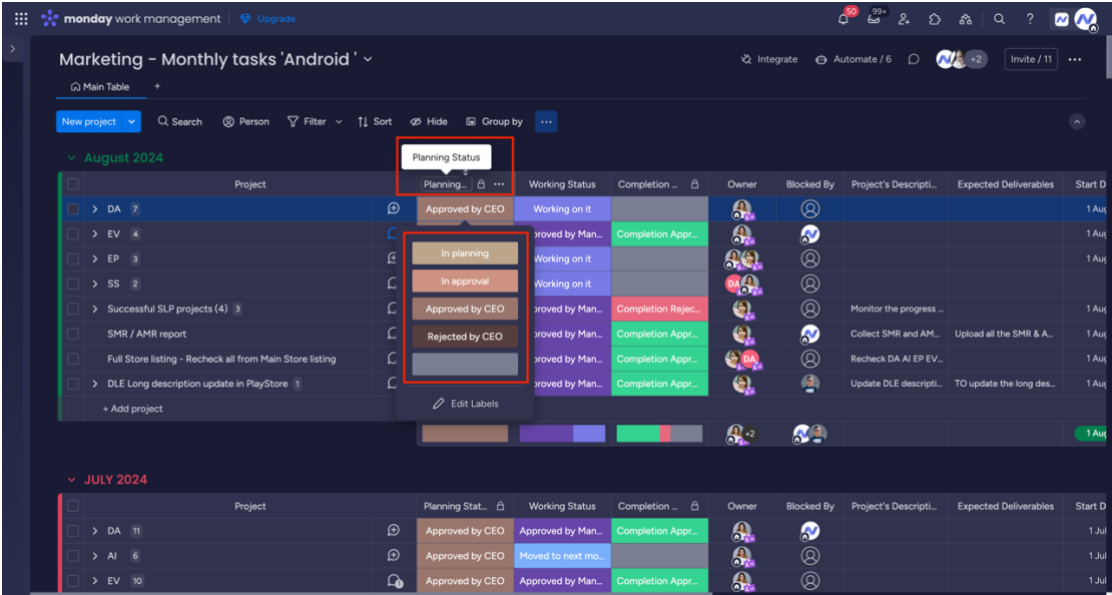 monday work management Upgrade 50 99+ ?
Marketing - Monthly tasks 'Android ' Integrate Automate / 6 +2 Invite / 11
Main Table +
New project Search Person Filter Sort Hide Group by
August 2024
Planning Status
Project Planning... Working Status Completion ... Owner Blocked By Project's Descripti... Expected Deliverables Start D
DA 7 Approved by CEO Working on it 1 Aug
EV 4 proved by Man... Completion Appr... 1 Aug
EP 3 In planning Working on it 1 Aug
SS 2 In approval Working on it DA 1 Aug
Successful SLP projects (4) 3 Approved by CEO proved by Man... Completion Rejec... Monitor the progress ... 1 Aug
SMR / AMR report Rejected by CEO proved by Man... Completion Appr... Collect SMR and AM... Upload all the SMR & A... 1 Aug
Full Store listing - Recheck all from Main Store listing proved by Man... Completion Appr... DA Recheck DA AI EP EV... 1 Aug
DLE Long description update in PlayStore 1 proved by Man... Completion Appr... Update DLE descripti... TO update the long des... 1 Aug
+ Add project Edit Labels
+2 1 Aug
JULY 2024
Project Planning Stat... Working Status Completion ... Owner Blocked By Project's Descripti... Expected Deliverables Start D
DA 11 Approved by CEO Approved by Man... Completion Appr... 1 Jul
AI 6 Approved by CEO Moved to next mo... 1 Jul
EV 10 1 Approved by CEO Approved by Man... Completion Appr... 1 Jul